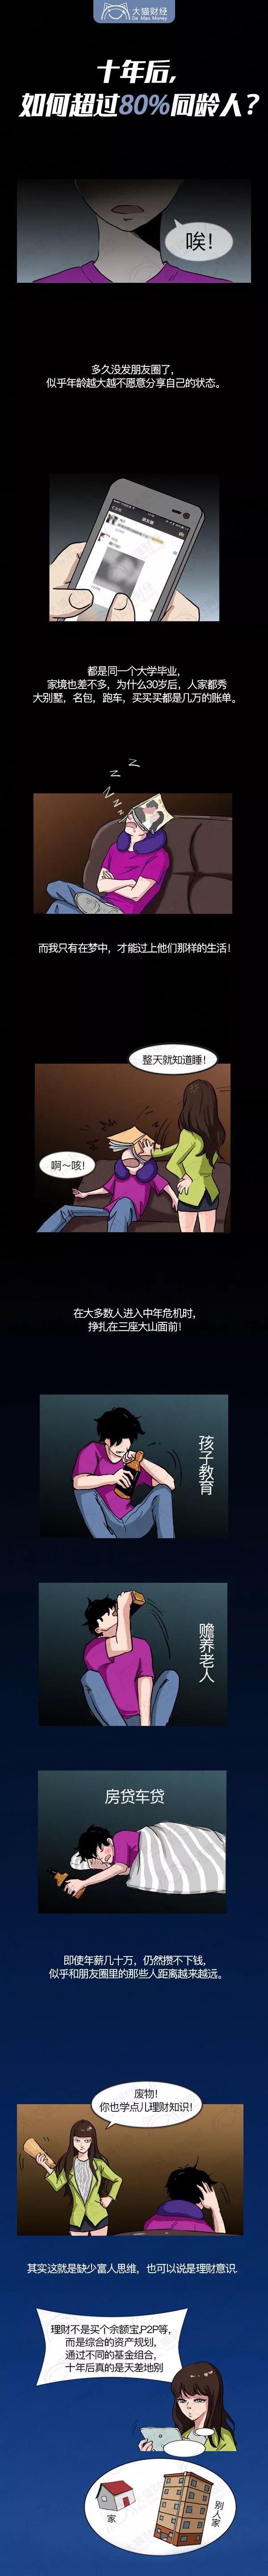 大猫财经
Da Mao Money
十年后,
如何超过80%同龄人?
唉!
多久没发朋友圈了,
似乎年龄越大越不愿意分享自己的状态。
都是同一个大学毕业,
家境也差不多，为什么30岁后，人家都秀
大别墅，名包，跑车，买买买都是几万的账单。
z z z z z
而我只有在梦中，才能过上他们那样的生活!
整天就知道睡!
啊~咳!
在大多数人进入中年危机时,
挣扎在三座大山面前!
孩子教育
赡养老人
房贷车贷
即使年薪几十万，仍然攒不下钱,
似乎和朋友圈里的那些人距离越来越远。
废物!
你也学点儿理财知识!
其实这就是缺少富人思维，也可以说是理财意识.
理财不是买个余额宝,P2P等,
而是综合的资产规划,
通过不同的基金组合,
十年后真的是天差地别
家
别人家